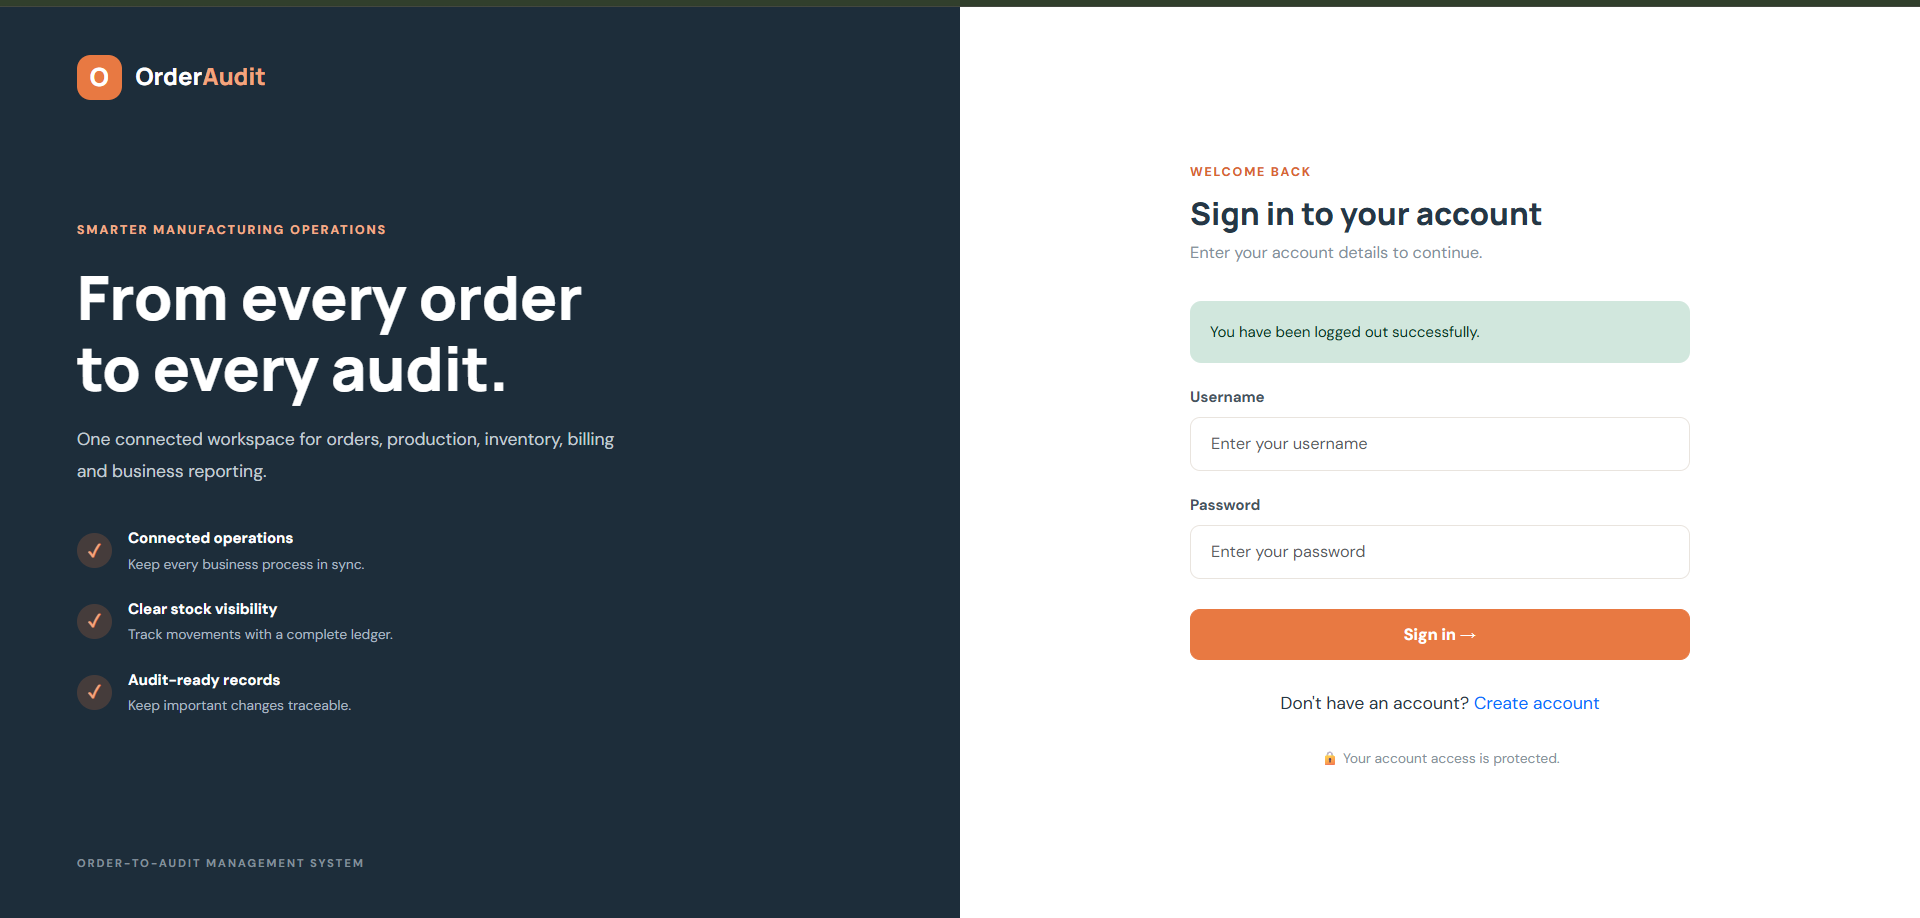 O
OrderAudit
SMARTER MANUFACTURING OPERATIONS
From every order
to every audit.
One connected workspace for orders, production, inventory, billing
and business reporting.
Connected operations
Keep every business process in sync.
Clear stock visibility
Track movements with a complete ledger.
Audit-ready records
Keep important changes traceable.
ORDER-TO-AUDIT MANAGEMENT SYSTEM
WELCOME BACK
Sign in to your account
Enter your account details to continue.
You have been logged out successfully.
Username
Enter your username
Password
Enter your password
Sign in →
Don't have an account? Create account
Your account access is protected.